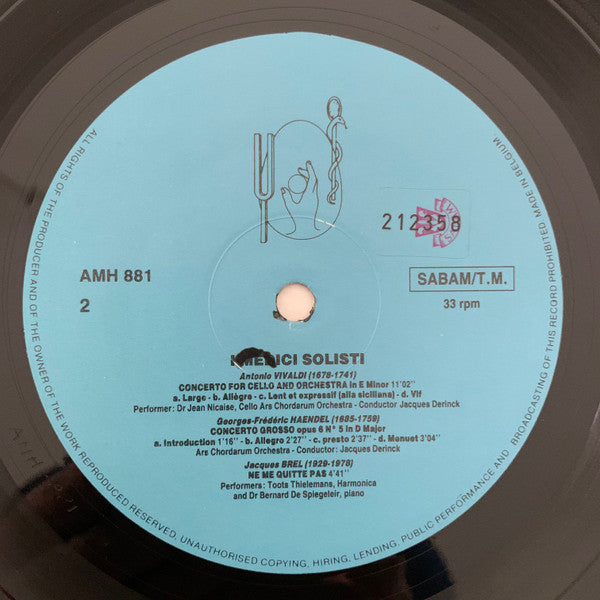 212358
AMH 881
SABAM/T.M.
2
33 rpm
I MEDICI SOLISTI
Antonio VIVALDI (1678-1741)
CONCERTO FOR CELLO AND ORCHESTRA in E Minor 11'02"
a. Largo - b. Allègro - c. Lent et expressif (alla siciliana) - d. Vif
Performer: Dr Jean Nicaise, Cello Ars Chordarum Orchestra - Conductor Jacques Derinck
Georges-Frédéric HAENDEL (1685-1759)
CONCERTO GROSSO opus 6 N° 5 in D Major
a. Introduction 1'16" - b. Allegro 2'27" - c. presto 2'37" - d. Menuet 3'04"
Ars Chordarum Orchestra - Conductor: Jacques Derinck
Jacques BREL (1929-1978)
NE ME QUITTE PAS 4'41"
Performers: Toots Thielemans, Harmonica
and Dr Bernard De Spiegeleir, piano
ALL RIGHTS OF THE PRODUCER AND OF THE OWNER OF THE WORK REPRODUCED RESERVED. UNAUTHORISED COPYING, HIRING, LENDING, PUBLIC PERFORMANCE AND BROADCASTING OF THIS RECORD PROHIBITED MADE IN BELGIUM.